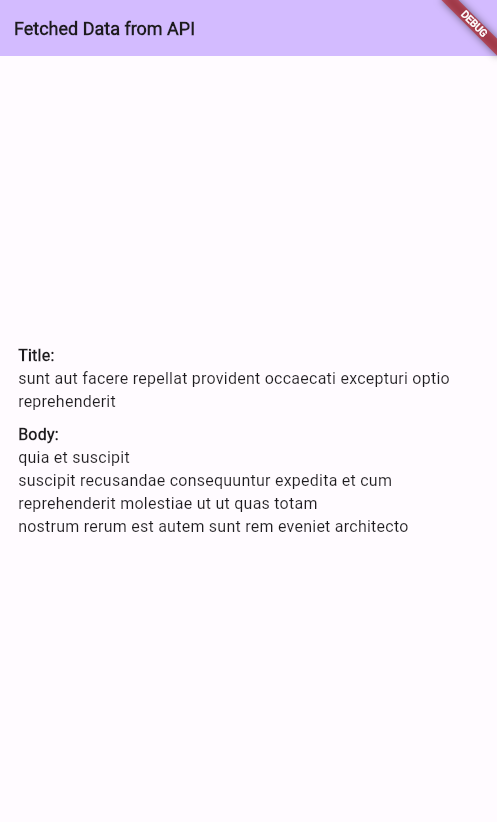 Fetched Data from API
DEBUG
Title:
sunt aut facere repellat provident occaecati excepturi optio
reprehenderit
Body:
quia et suscipit
suscipit recusandae consequuntur expedita et cum
reprehenderit molestiae ut ut quas totam
nostrum rerum est autem sunt rem eveniet architecto